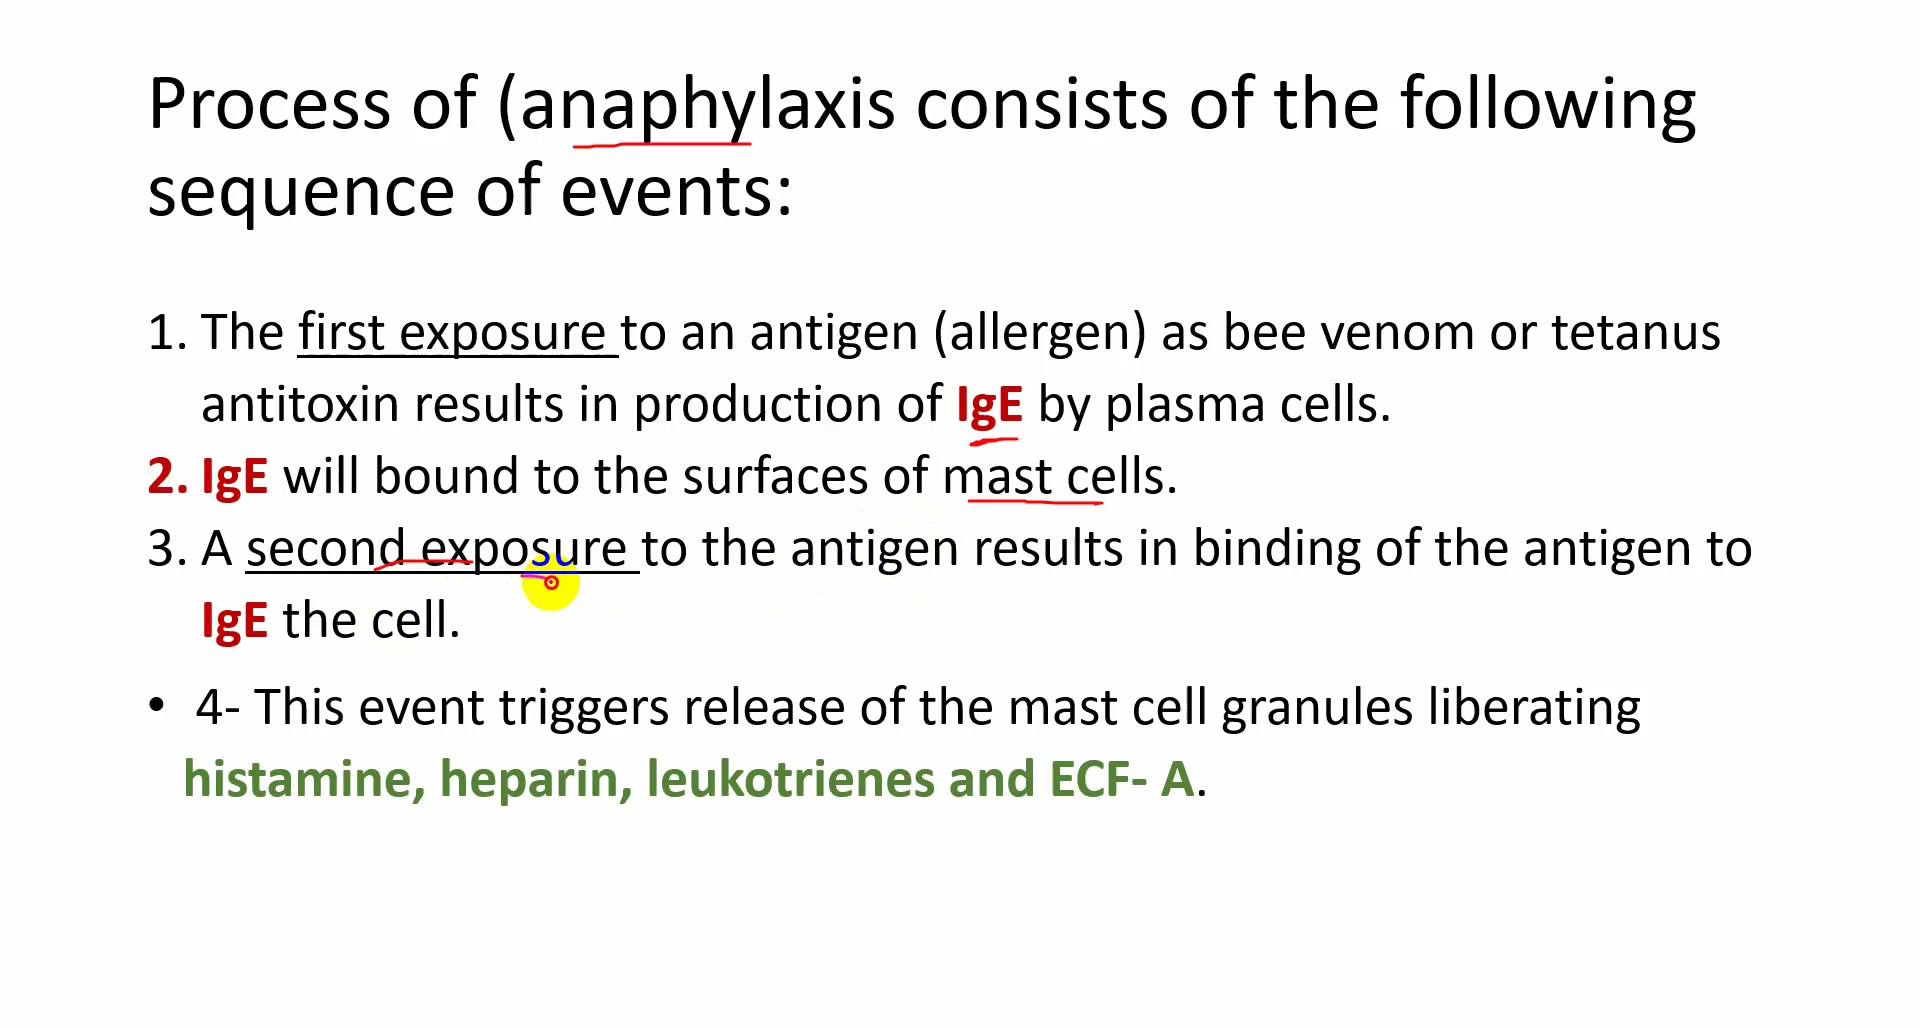 Process of (anaphylaxis consists of the following
sequence of events:
1. The first exposure to an antigen (allergen) as bee venom or tetanus
antitoxin results in production of IgE by plasma cells.
2. IgE will bound to the surfaces of mast cells.
3. A second exposure to the antigen results in binding of the antigen to
IgE the cell.
• 4- This event triggers release of the mast cell granules liberating
histamine, heparin, leukotrienes and ECF- A.